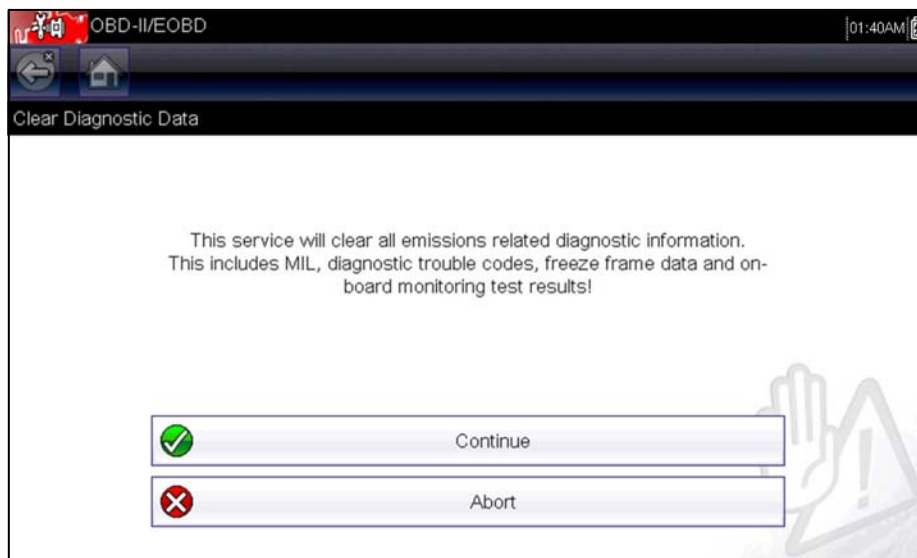 OBD-II/EOBD
01:40AM
Clear Diagnostic Data
This service will clear all emissions related diagnostic information.
This includes MIL, diagnostic trouble codes, freeze frame data and on-
board monitoring test results!
Continue
Abort